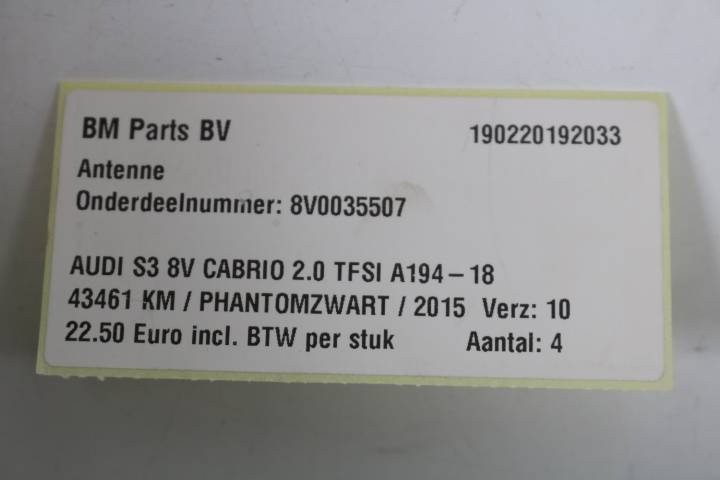 BM Parts BV 190220192033
Antenne
Onderdeelnummer: 8V0035507
AUDI S3 8V CABRIO 2.0 TFSI A194-18
43461 KM / PHANTOMZWART / 2015 Verz: 10
22.50 Euro incl. BTW per stuk Aantal: 4